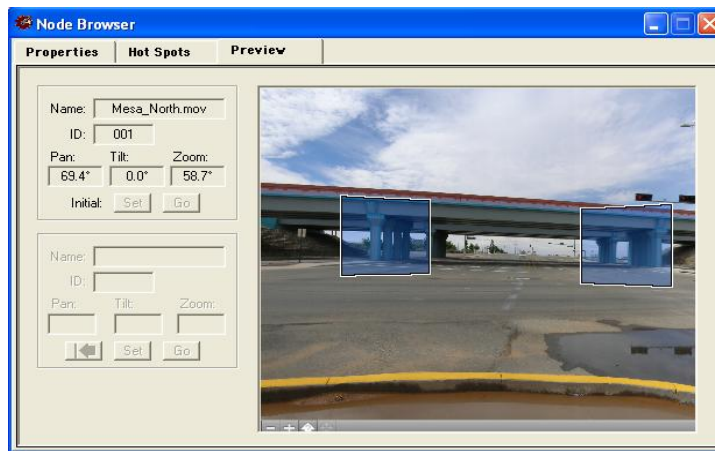 Node Browser
Properties Hot Spots Preview
Name: Mesa_North.mov
ID: 001
Pan: Tilt: Zoom:
69.4° 0.0° 58.7°
Initial: Set Go
Name:
ID:
Pan: Tilt: Zoom:
Set Go